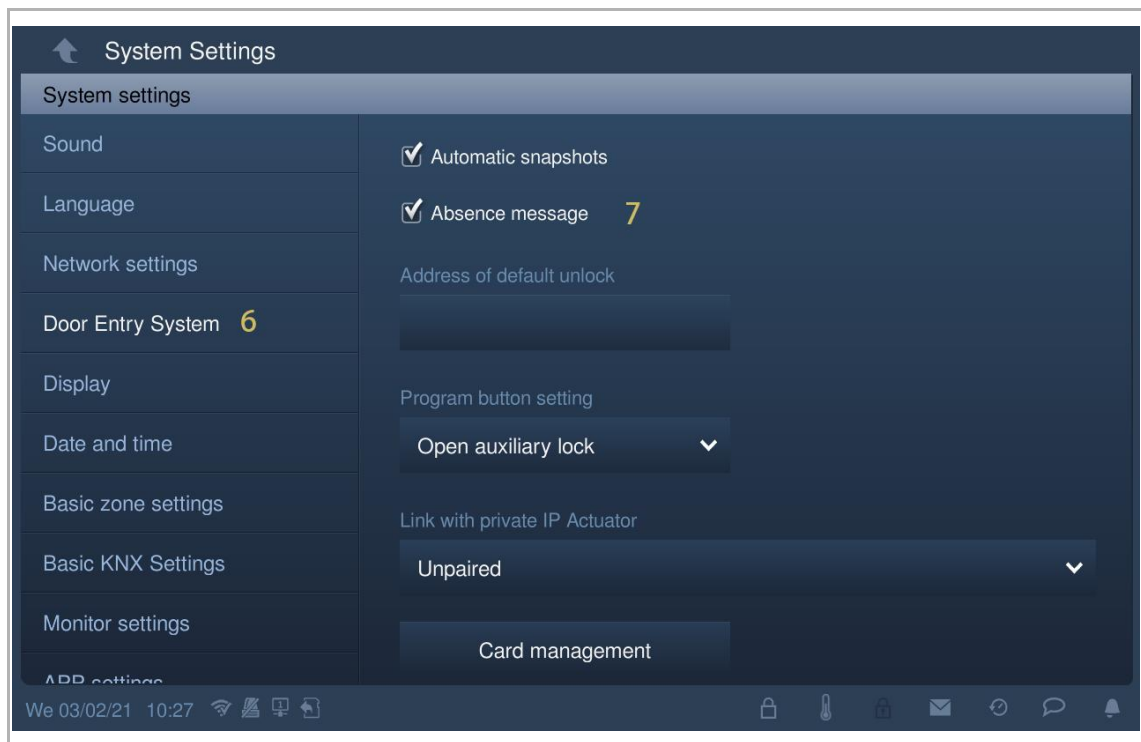 System Settings
System settings
Sound
Language
Network settings
Door Entry System 6
Display
Date and time
Basic zone settings
Basic KNX Settings
Monitor settings
APP settings
Automatic snapshots
Absence message 7
Address of default unlock
Program button setting
Open auxiliary lock
Link with private IP Actuator
Unpaired
Card management
We 03/02/21 10:27